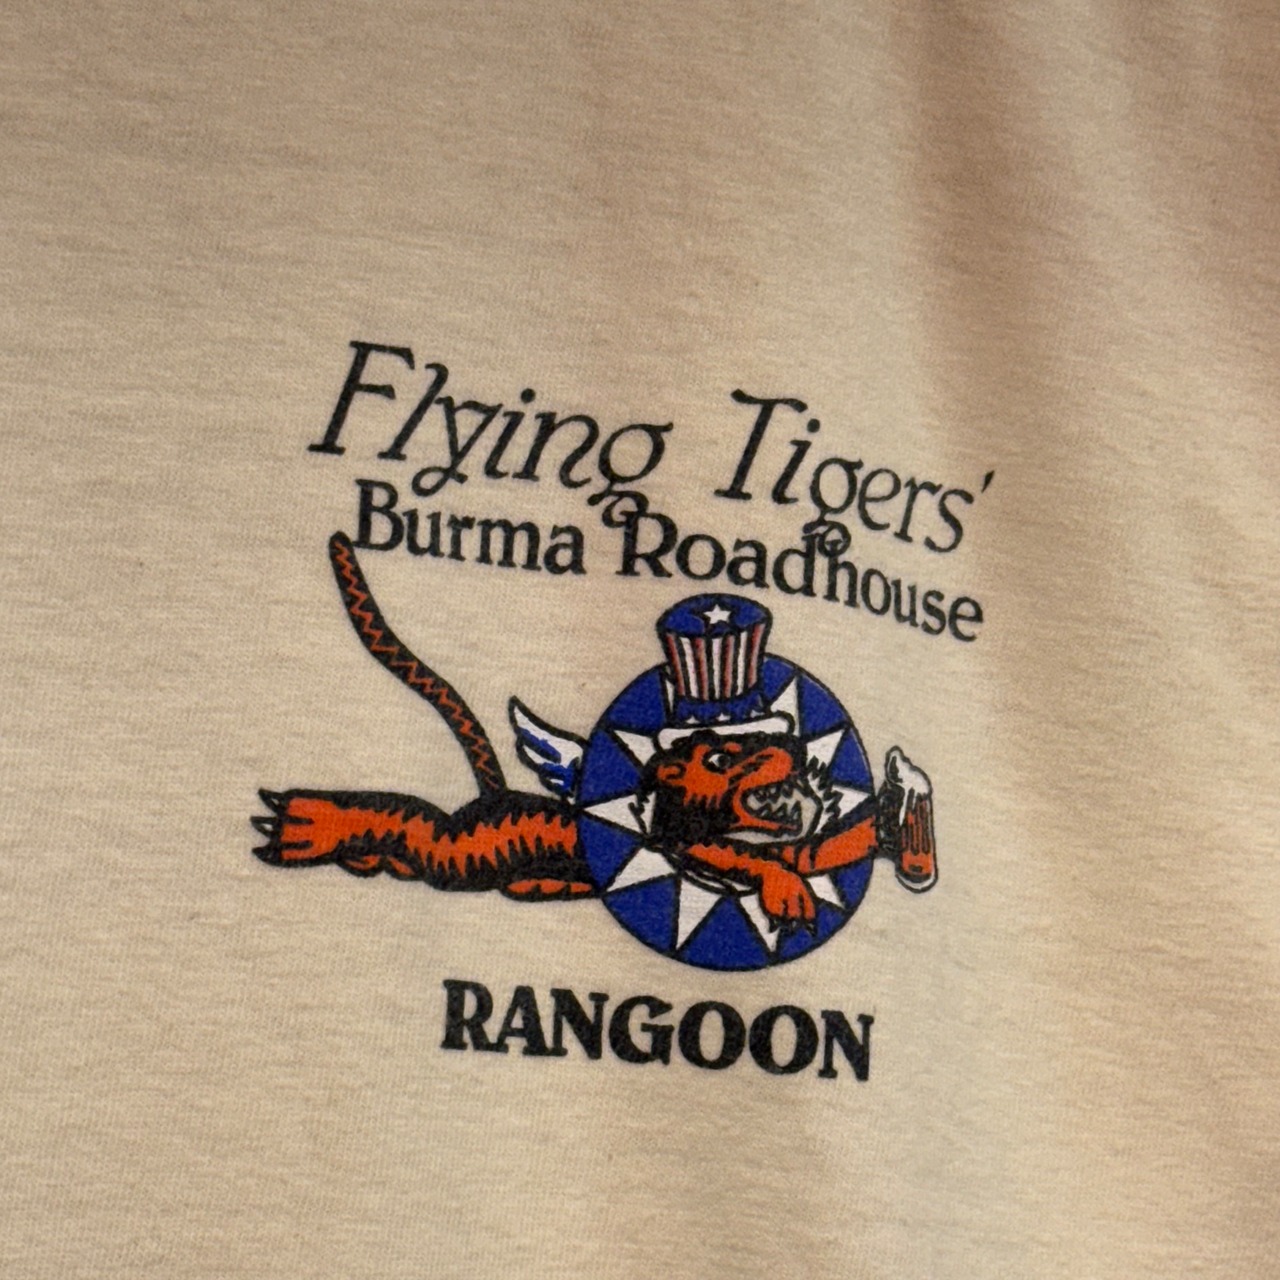 Flying Tigers'
Burma Roadhouse
RANGOON